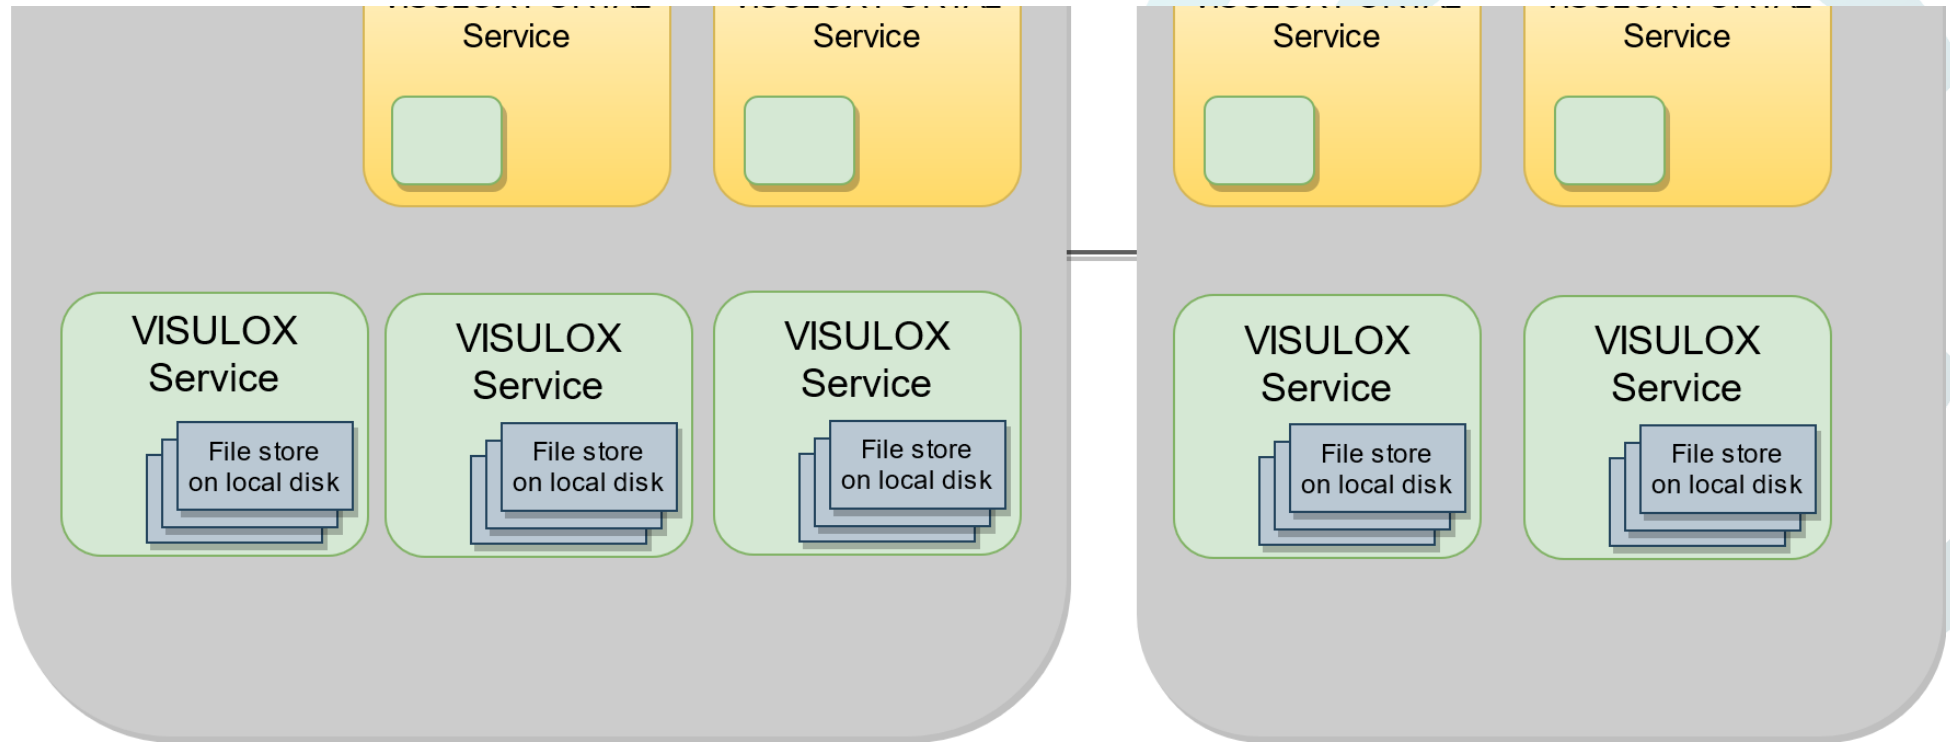 Service
Service
Service
Service
VISULOX
Service
File store
on local disk
VISULOX
Service
File store
on local disk
VISULOX
Service
File store
on local disk
VISULOX
Service
File store
on local disk
VISULOX
Service
File store
on local disk